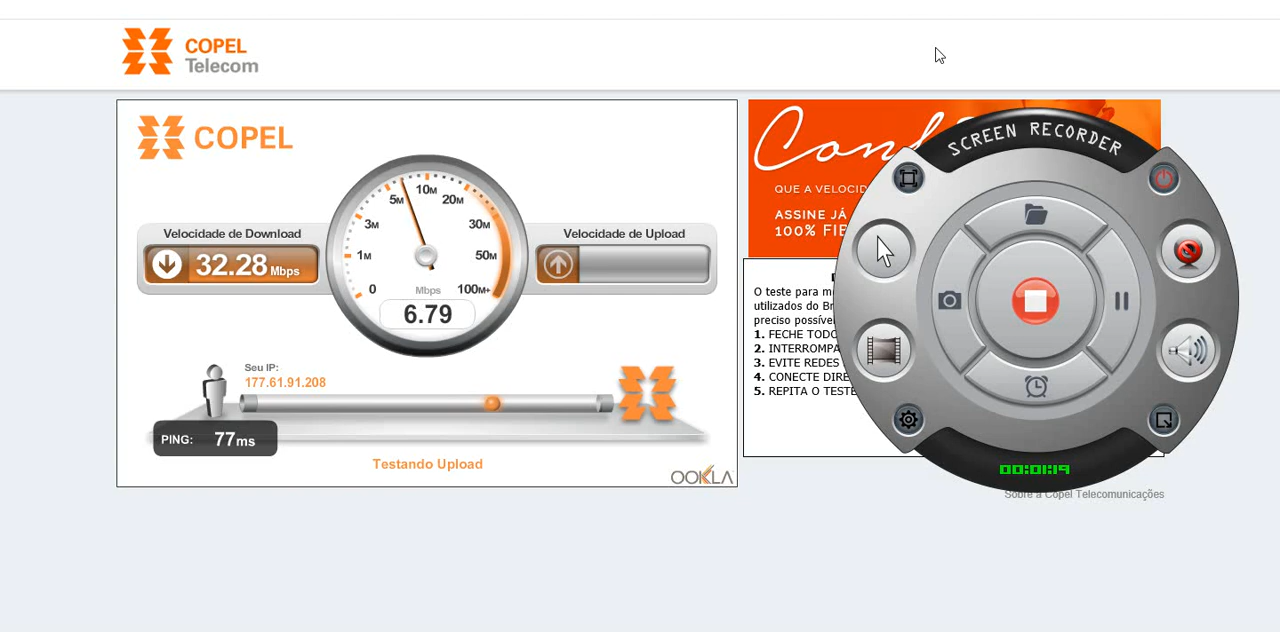 COPEL
Telecom
COPEL
Velocidade de Download
32.28 Mbps
0
1M
3M
5M
10M
20M
30M
50M
100M+
Mbps
6.79
Velocidade de Upload
Seu IP:
177.61.91.208
PING: 77ms
Testando Upload
OOKLA
QUE A VELOCID
ASSINE JÁ
100% FIB
SCREEN RECORDER
O teste para m
utilizados do Br
preciso possíve
1. FECHE TODO
2. INTERROMPA
3. EVITE REDES
4. CONECTE DIRE
5. REPITA O TESTE
00:01:19
Sobre a Copel Telecomunicações